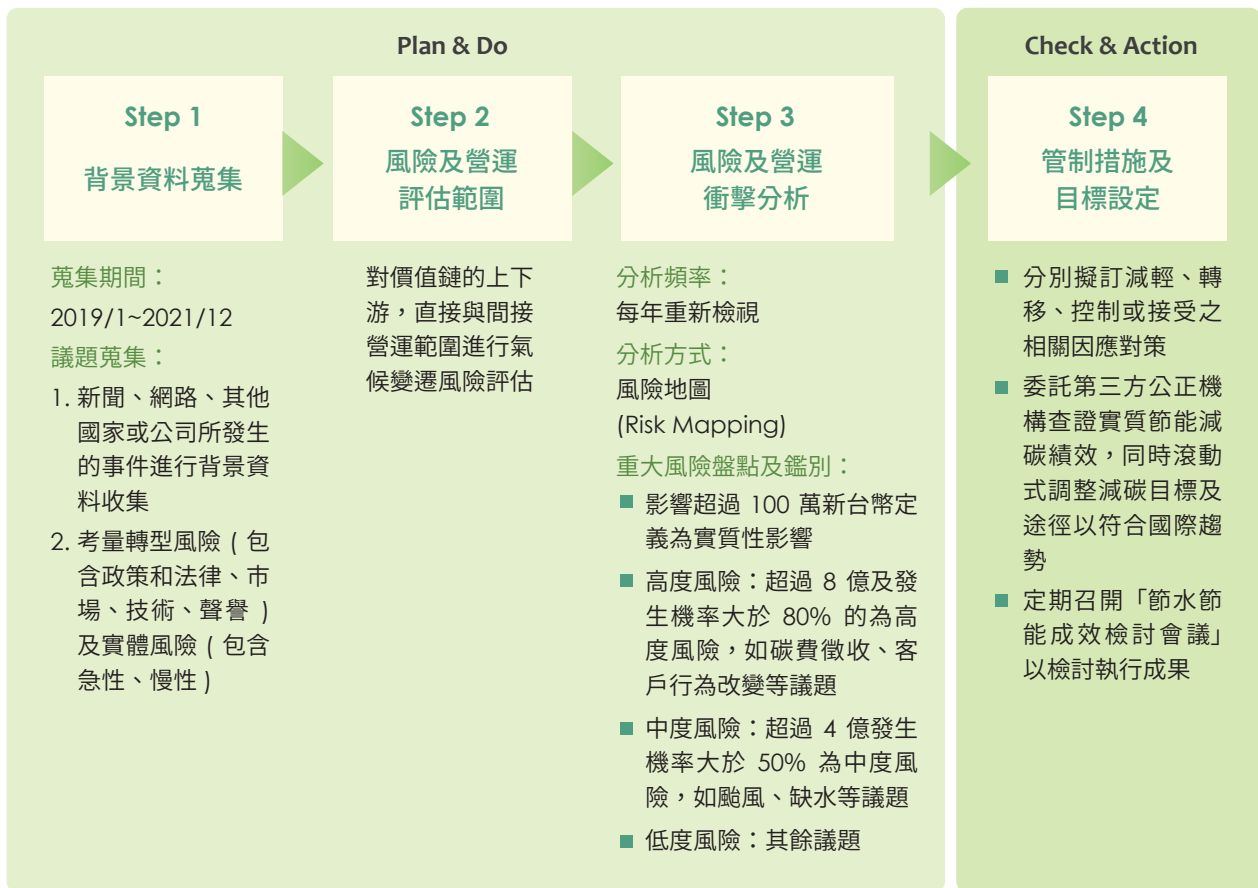 Plan & Do
Step 1
背景資料蒐集
蒐集期間：
2019/1~2021/12
議題蒐集：
1. 新聞、網路、其他
國家或公司所發生
的事件進行背景資
料收集
2. 考量轉型風險 ( 包
含政策和法律、市
場、技術、聲譽 )
及實體風險 ( 包含
急性、慢性 )
Step 2
風險及營運
評估範圍
對價值鏈的上下
游，直接與間接
營運範圍進行氣
候變遷風險評估
Step 3
風險及營運
衝擊分析
分析頻率：
每年重新檢視
分析方式：
風險地圖
(Risk Mapping)
重大風險盤點及鑑別：
■ 影響超過 100 萬新台幣定
義為實質性影響
■ 高度風險：超過 8 億及發
生機率大於 80% 的為高
度風險，如碳費徵收、客
戶行為改變等議題
■ 中度風險：超過 4 億發生
機率大於 50% 為中度風
險，如颱風、缺水等議題
■ 低度風險：其餘議題
Check & Action
Step 4
管制措施及
目標設定
■ 分別擬訂減輕、轉
移、控制或接受之
相關因應對策
■ 委託第三方公正機
構查證實質節能減
碳績效，同時滾動
式調整減碳目標及
途徑以符合國際趨
勢
■ 定期召開「節水節
能成效檢討會議」
以檢討執行成果